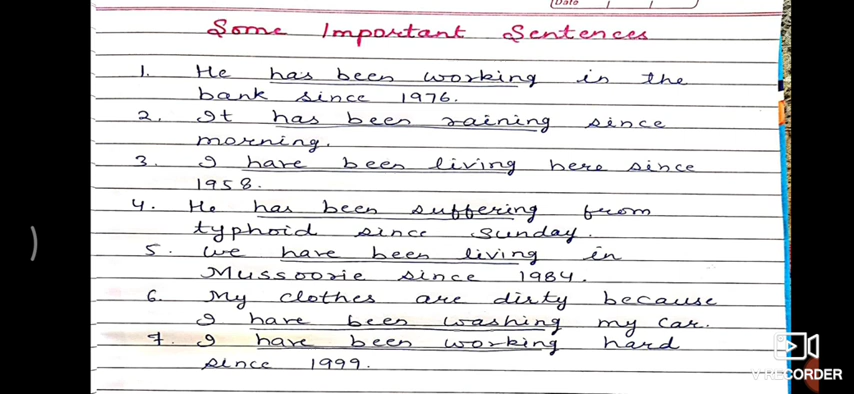 Date
Some Important Sentences
1. He has been working in the
bank since 1976.
2. It has been raining since
morning.
3. I have been living here since
1958.
4. He has been suffering from
typhoid since Sunday.
5. We have been living in
Mussoorie since 1984.
6. My clothes are dirty because
I have been washing my car.
7. I have been working hard
since 1999.
V RECORDER